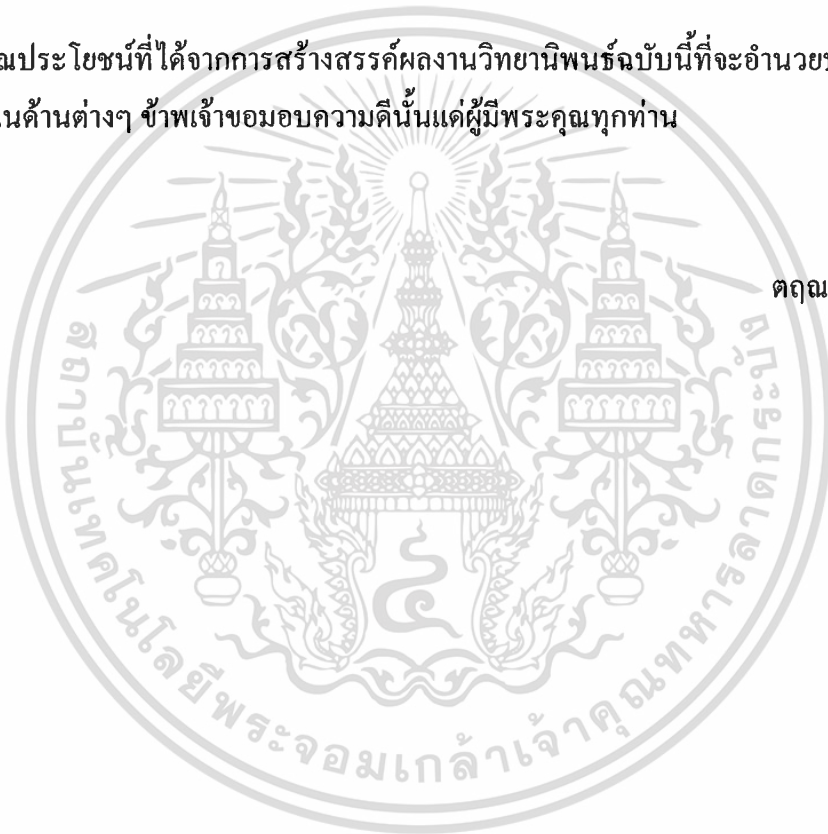 ณประโยชน์ที่ได้จากการสร้างสรรค์ผลงานวิทยานิพนธ์ฉบับนี้ที่จะอำนวย
นด้านต่างๆ ข้าพเจ้าขอมอบความดีนั้นแด่ผู้มีพระคุณทุกท่าน
ตฤณ
สถาบันเทคโนโลยีพระจอมเกล้าเจ้าคุณทหารลาดกระบัง